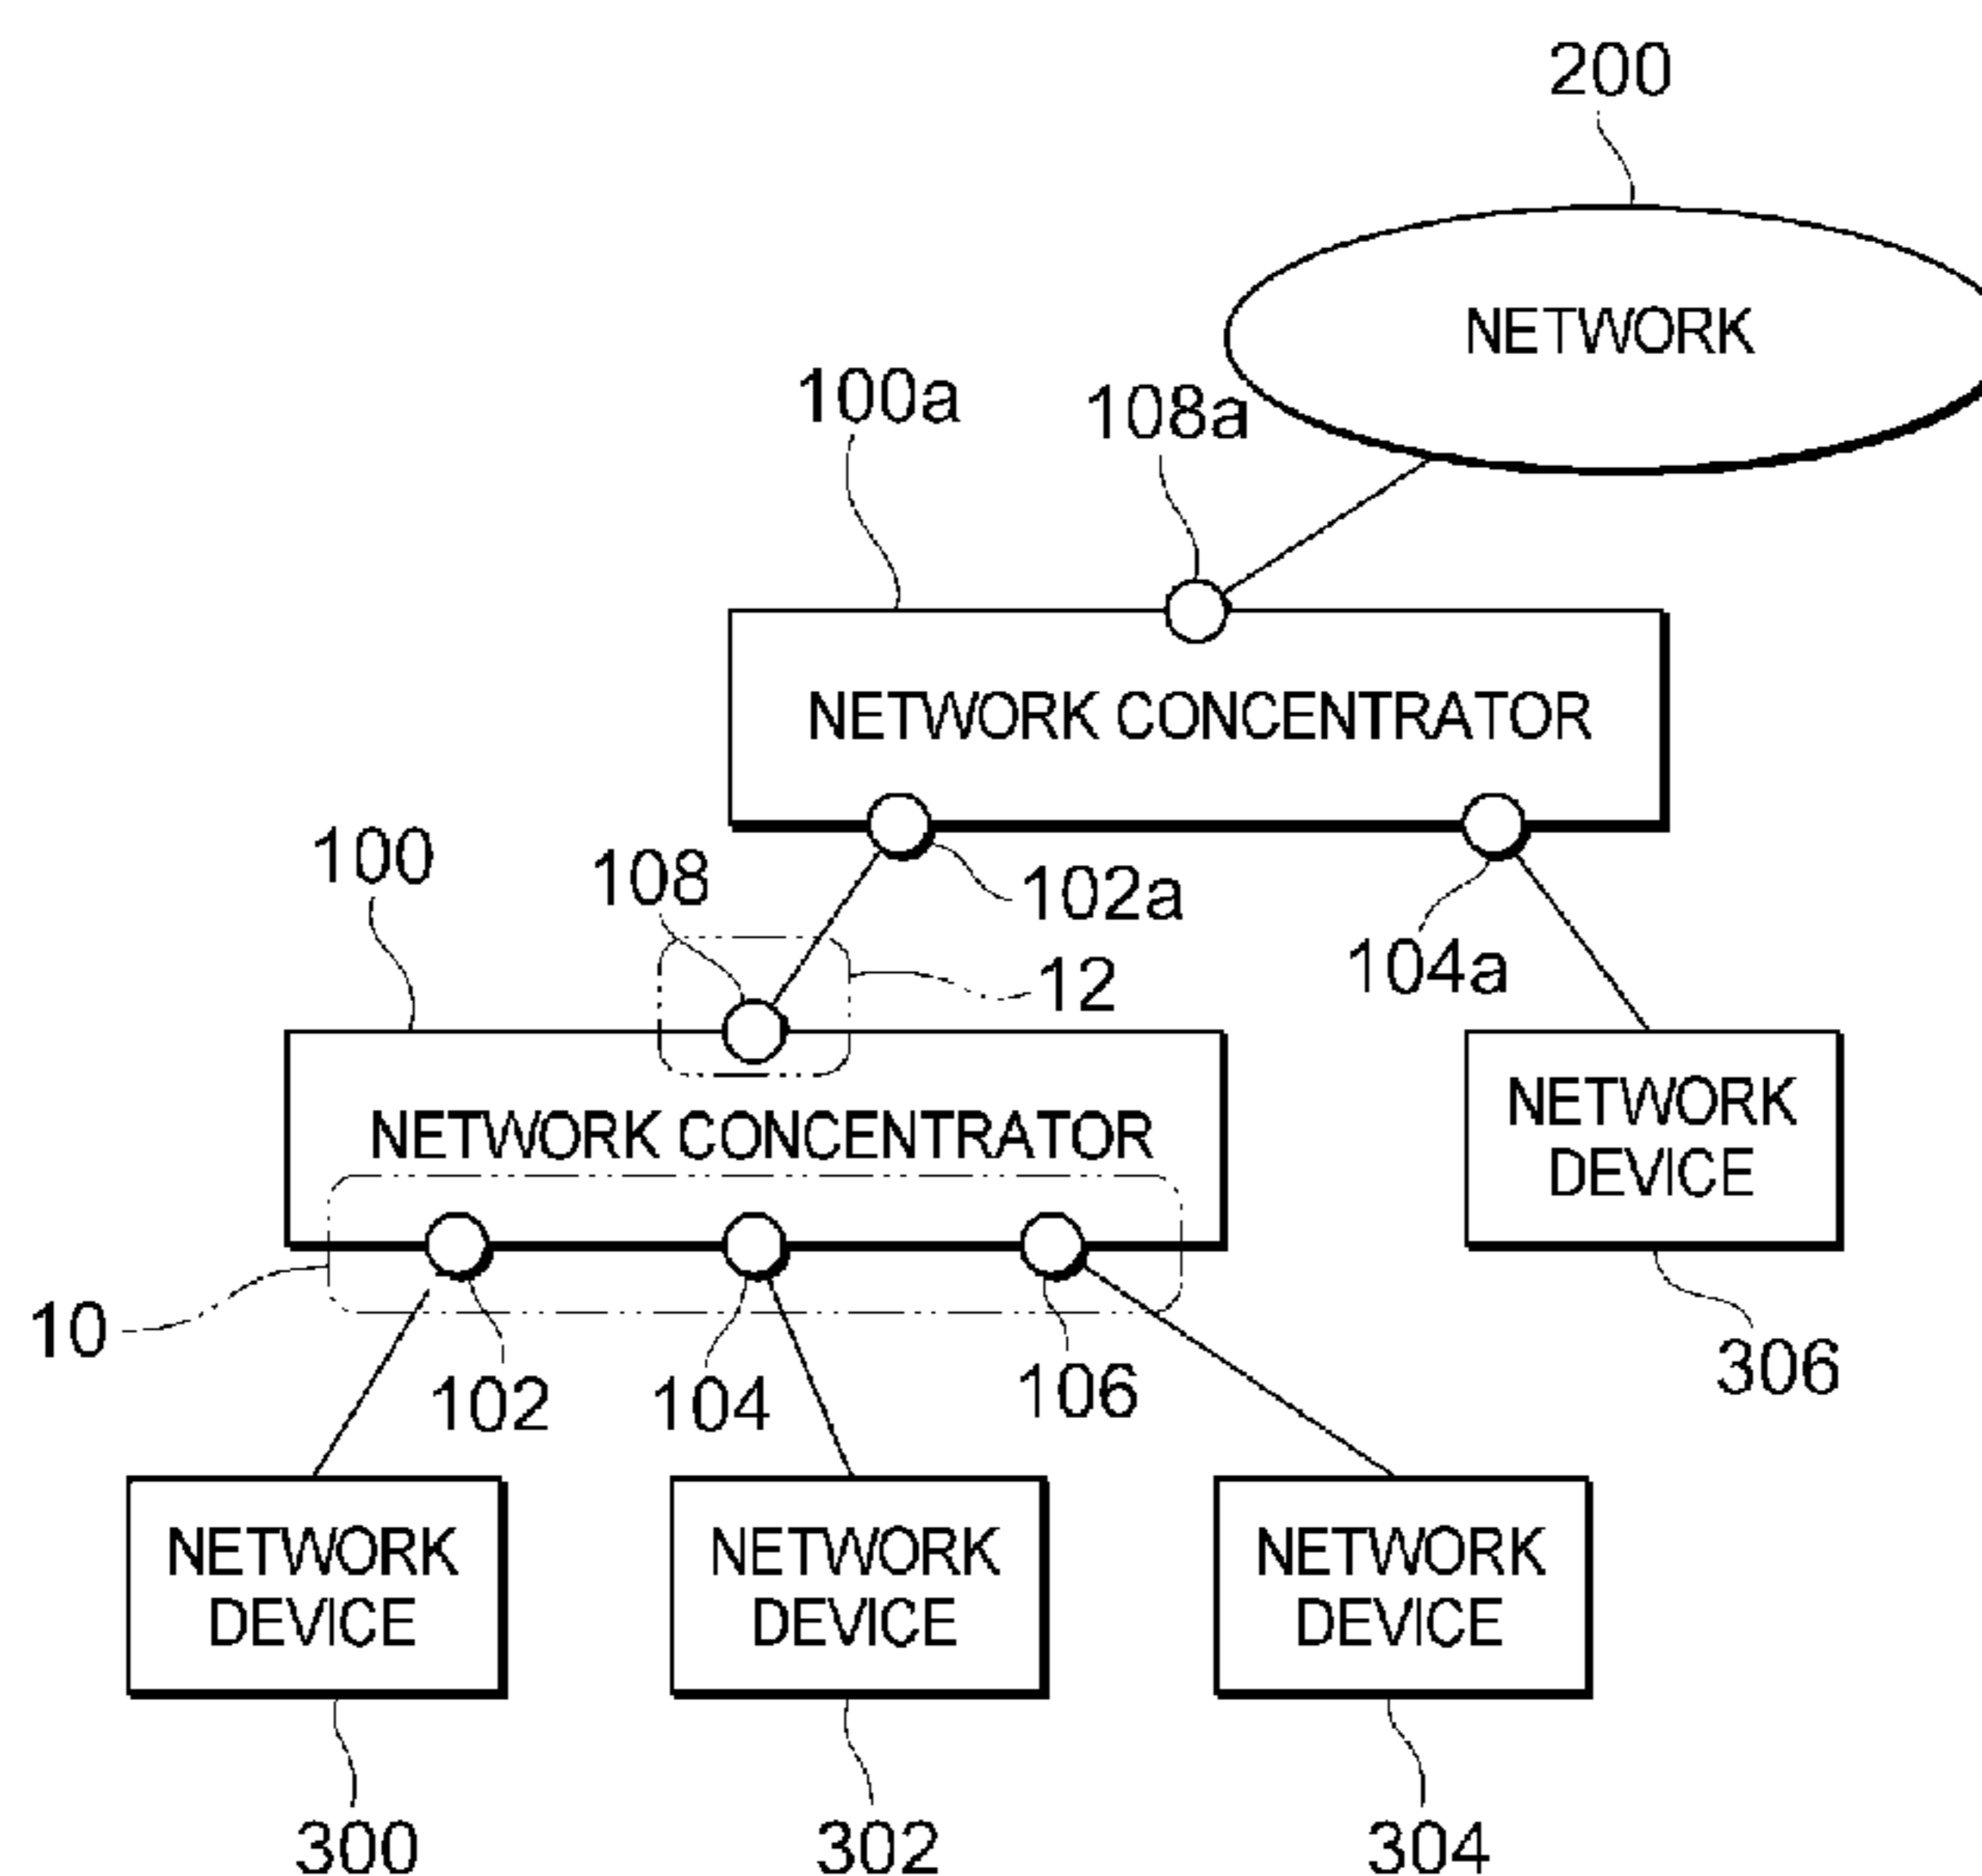 200
NETWORK
100a
108a
NETWORK CONCENTRATOR
100
108
102a
12
104a
NETWORK CONCENTRATOR
NETWORK
DEVICE
10
102
104
106
306
NETWORK
DEVICE
NETWORK
DEVICE
NETWORK
DEVICE
300
302
304